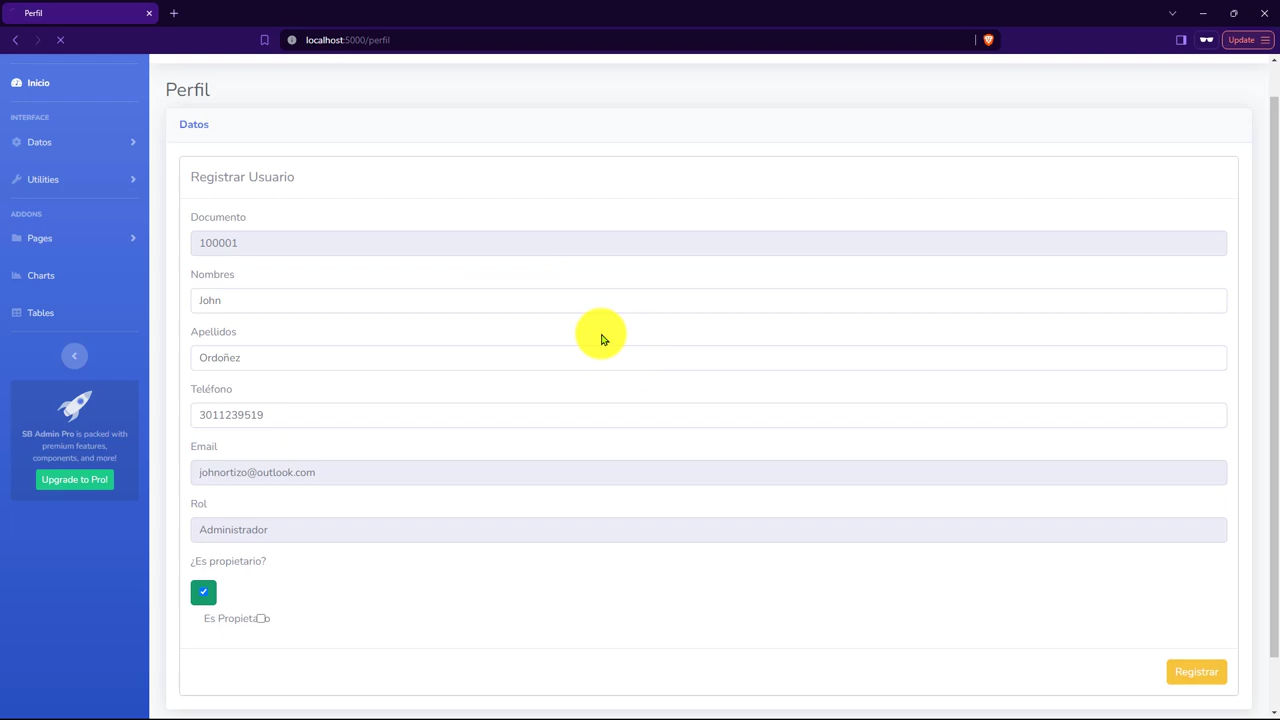 Perfil
localhost:5000/perfil
Update
Inicio
INTERFACE
Datos
Utilities
ADDONS
Pages
Charts
Tables
SB Admin Pro is packed with
premium features,
components, and more!
Upgrade to Pro!
Perfil
Datos
Registrar Usuario
Documento
100001
Nombres
John
Apellidos
Ordoñez
Teléfono
3011239519
Email
johnortizo@outlook.com
Rol
Administrador
¿Es propietario?
Es Propietario
Registrar